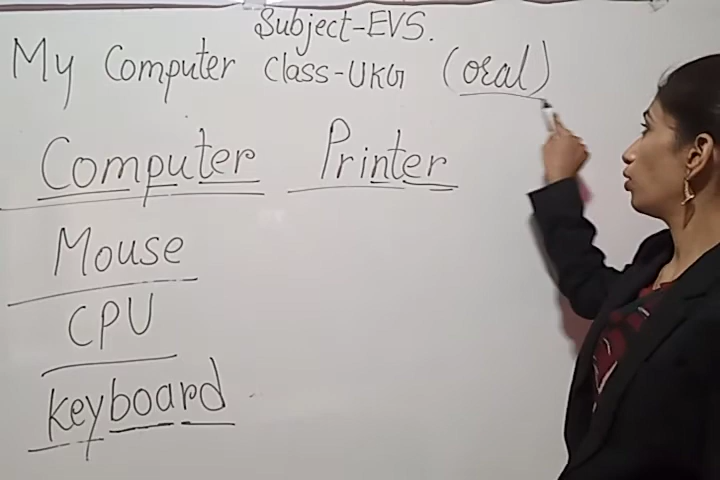 Subject-EVS.
My Computer Class-UKG (oral)
Computer Printer
Mouse
CPU
Keyboard